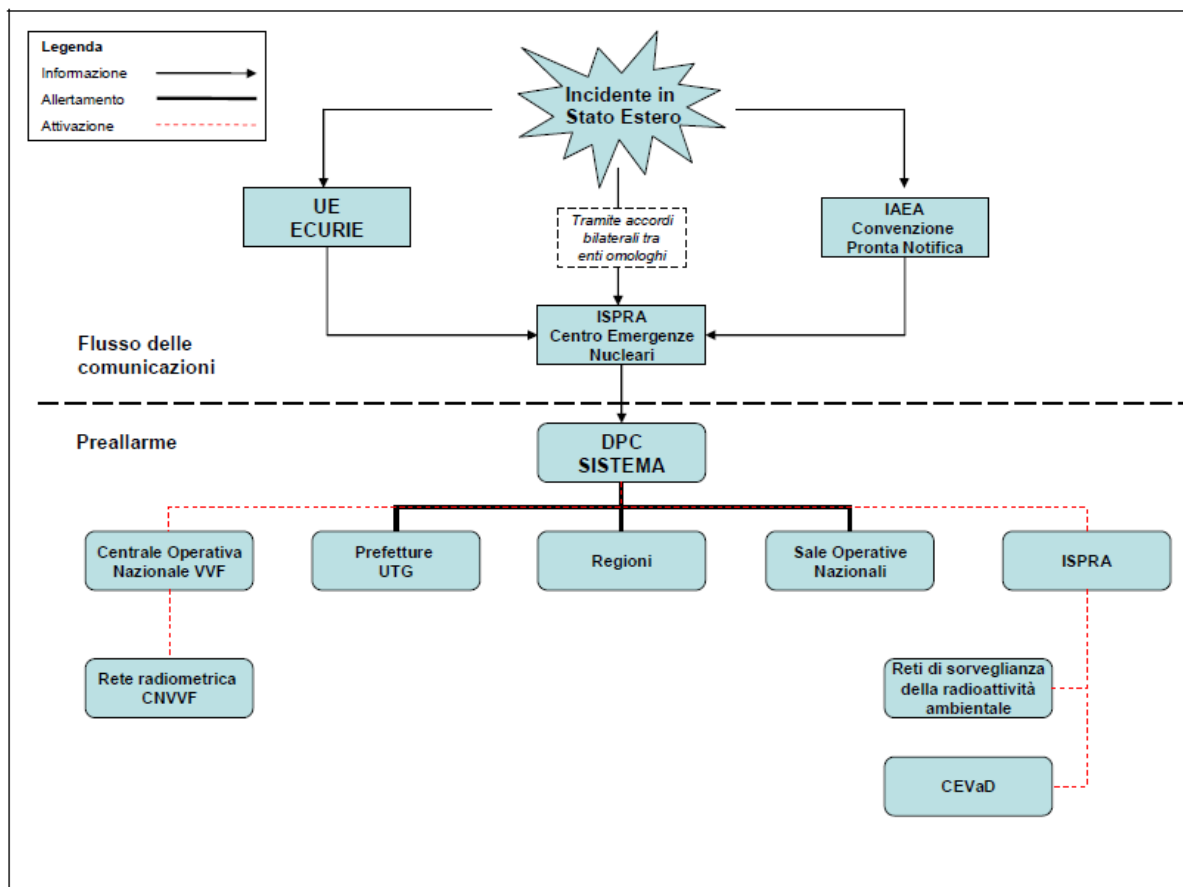 Legenda
Informazione
Allertamento
Attivazione
Incidente in
Stato Estero
UE
ECURIE
Tramite accordi
bilaterali tra
enti omologhi
IAEA
Convenzione
Pronta Notifica
ISPRA
Centro Emergenze
Nucleari
Flusso delle
comunicazioni
Preallarme
DPC
SISTEMA
Centrale Operativa
Nazionale VVF
Prefetture
UTG
Regioni
Sale Operative
Nazionali
ISPRA
Rete radiometrica
CNVVF
Reti di sorveglianza
della radioattività
ambientale
CEVaD